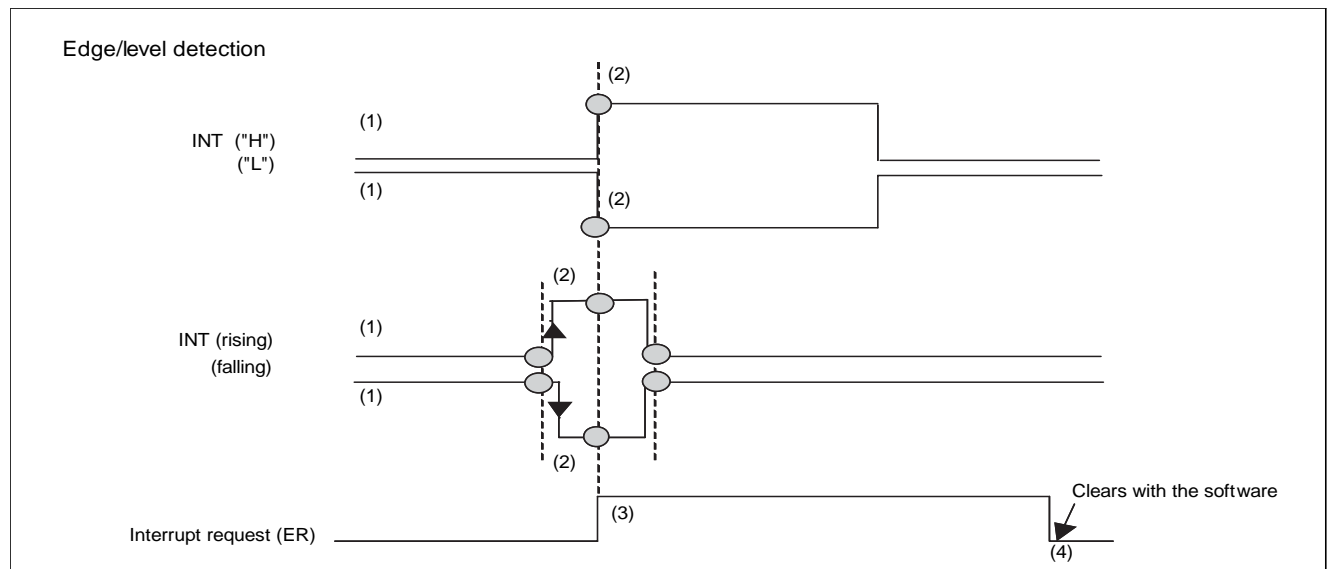 Edge/level detection
(2)
(1)
INT ("H")
("L")
(1)
(2)
(2)
(1)
INT (rising)
(falling)
(1)
(2)
Clears with the software
(3)
Interrupt request (ER)
(4)